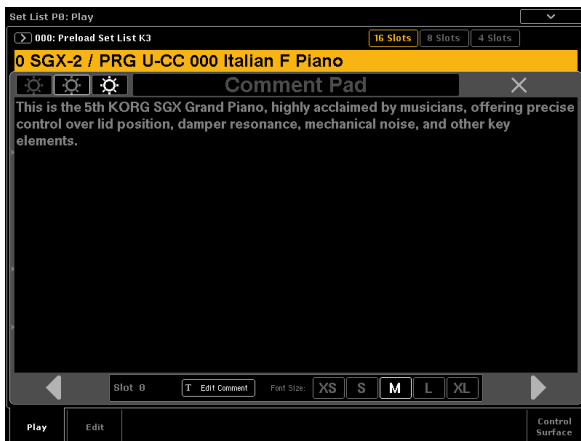 Set List P0: Play
000: Preload Set List K3
16 Slots
8 Slots
4 Slots
0 SGX-2 / PRG U-CC 000 Italian F Piano
Comment Pad
This is the 5th KORG SGX Grand Piano, highly acclaimed by musicians, offering precise
control over lid position, damper resonance, mechanical noise, and other key
elements.
Slot 0
T Edit Comment
Font Size:
XS
S
M
L
XL
Play
Edit
Control
Surface